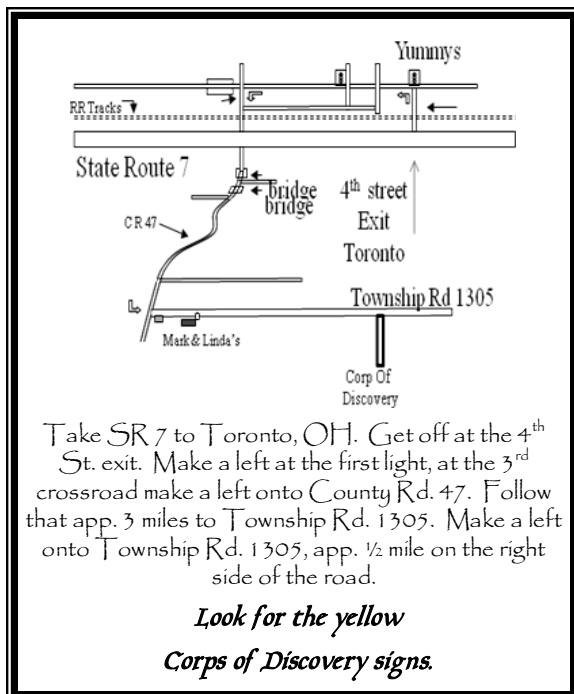 Yummys
RR Tracks
State Route 7
bridge
bridge
4th street
Exit
Toronto
C R 47
Township Rd 1305
Mark & Linda's
Corp Of
Discovery
Take SR 7 to Toronto, OH. Get off at the 4th
St. exit. Make a left at the first light, at the 3rd
crossroad make a left onto County Rd. 47. Follow
that app. 3 miles to Township Rd. 1305. Make a left
onto Township Rd. 1305, app. ½ mile on the right
side of the road.
Look for the yellow
Corps of Discovery signs.